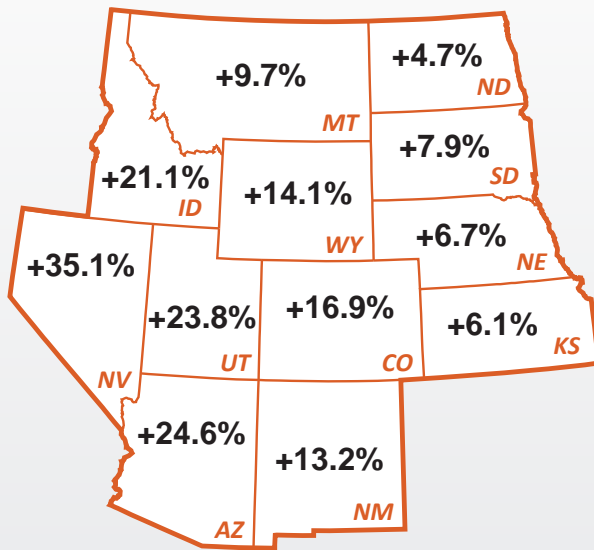 +9.7%
MT
+4.7%
ND
+7.9%
SD
+21.1%
ID
+14.1%
WY
+6.7%
NE
+35.1%
NV
+23.8%
UT
+16.9%
CO
+6.1%
KS
+24.6%
AZ
+13.2%
NM